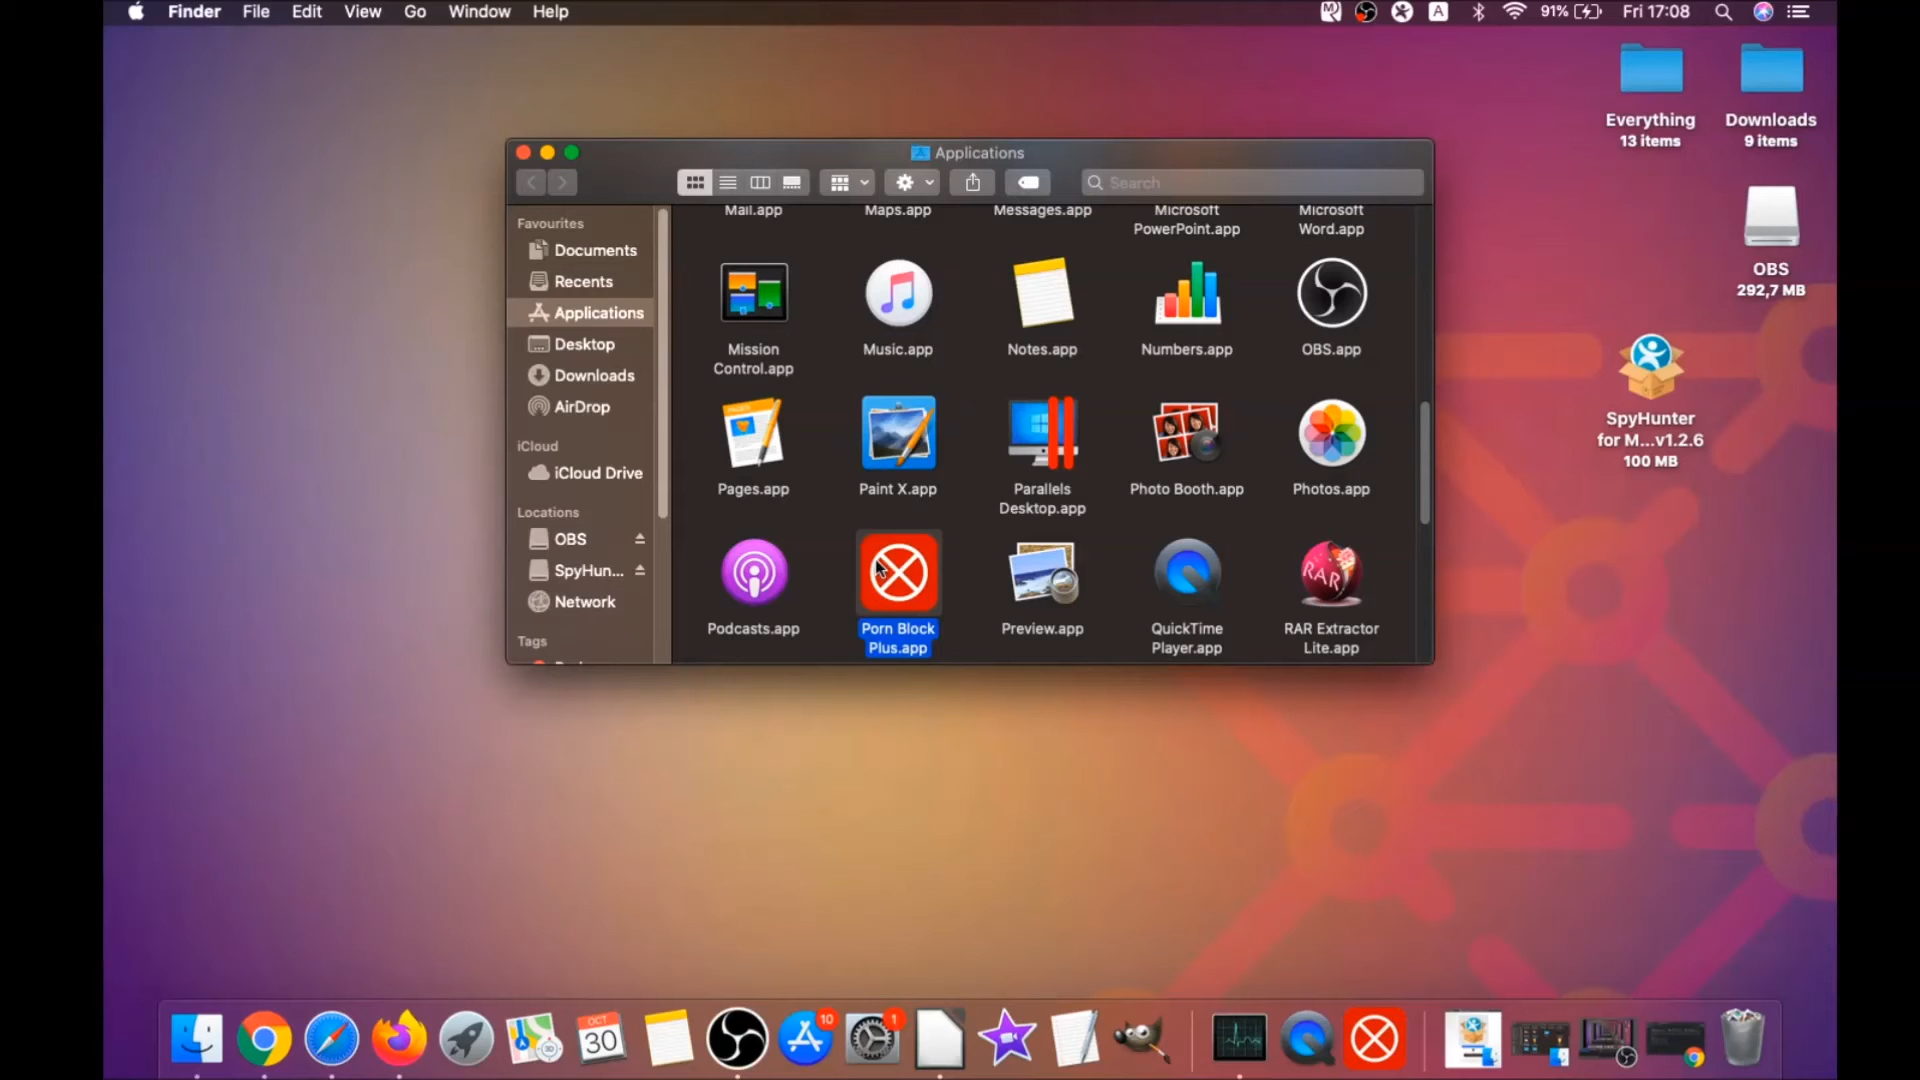 Finder File Edit View Go Window Help
A 91% Fri 17:08
Everything
13 items
Downloads
9 items
OBS
292,7 MB
SpyHunter
for M...v1.2.6
100 MB
Applications
Search
Favourites
Documents
Recents
Applications
Desktop
Downloads
AirDrop
iCloud
iCloud Drive
Locations
OBS
SpyHun...
Network
Tags
Mail.app
Maps.app
Messages.app
Microsoft
PowerPoint.app
Microsoft
Word.app
Mission
Control.app
Music.app
Notes.app
Numbers.app
OBS.app
PAGES
Pages.app
Paint X.app
Parallels
Desktop.app
Photo Booth.app
Photos.app
Podcasts.app
Porn Block
Plus.app
Preview.app
QuickTime
Player.app
RAR
RAR Extractor
Lite.app
OCT
30
10
1